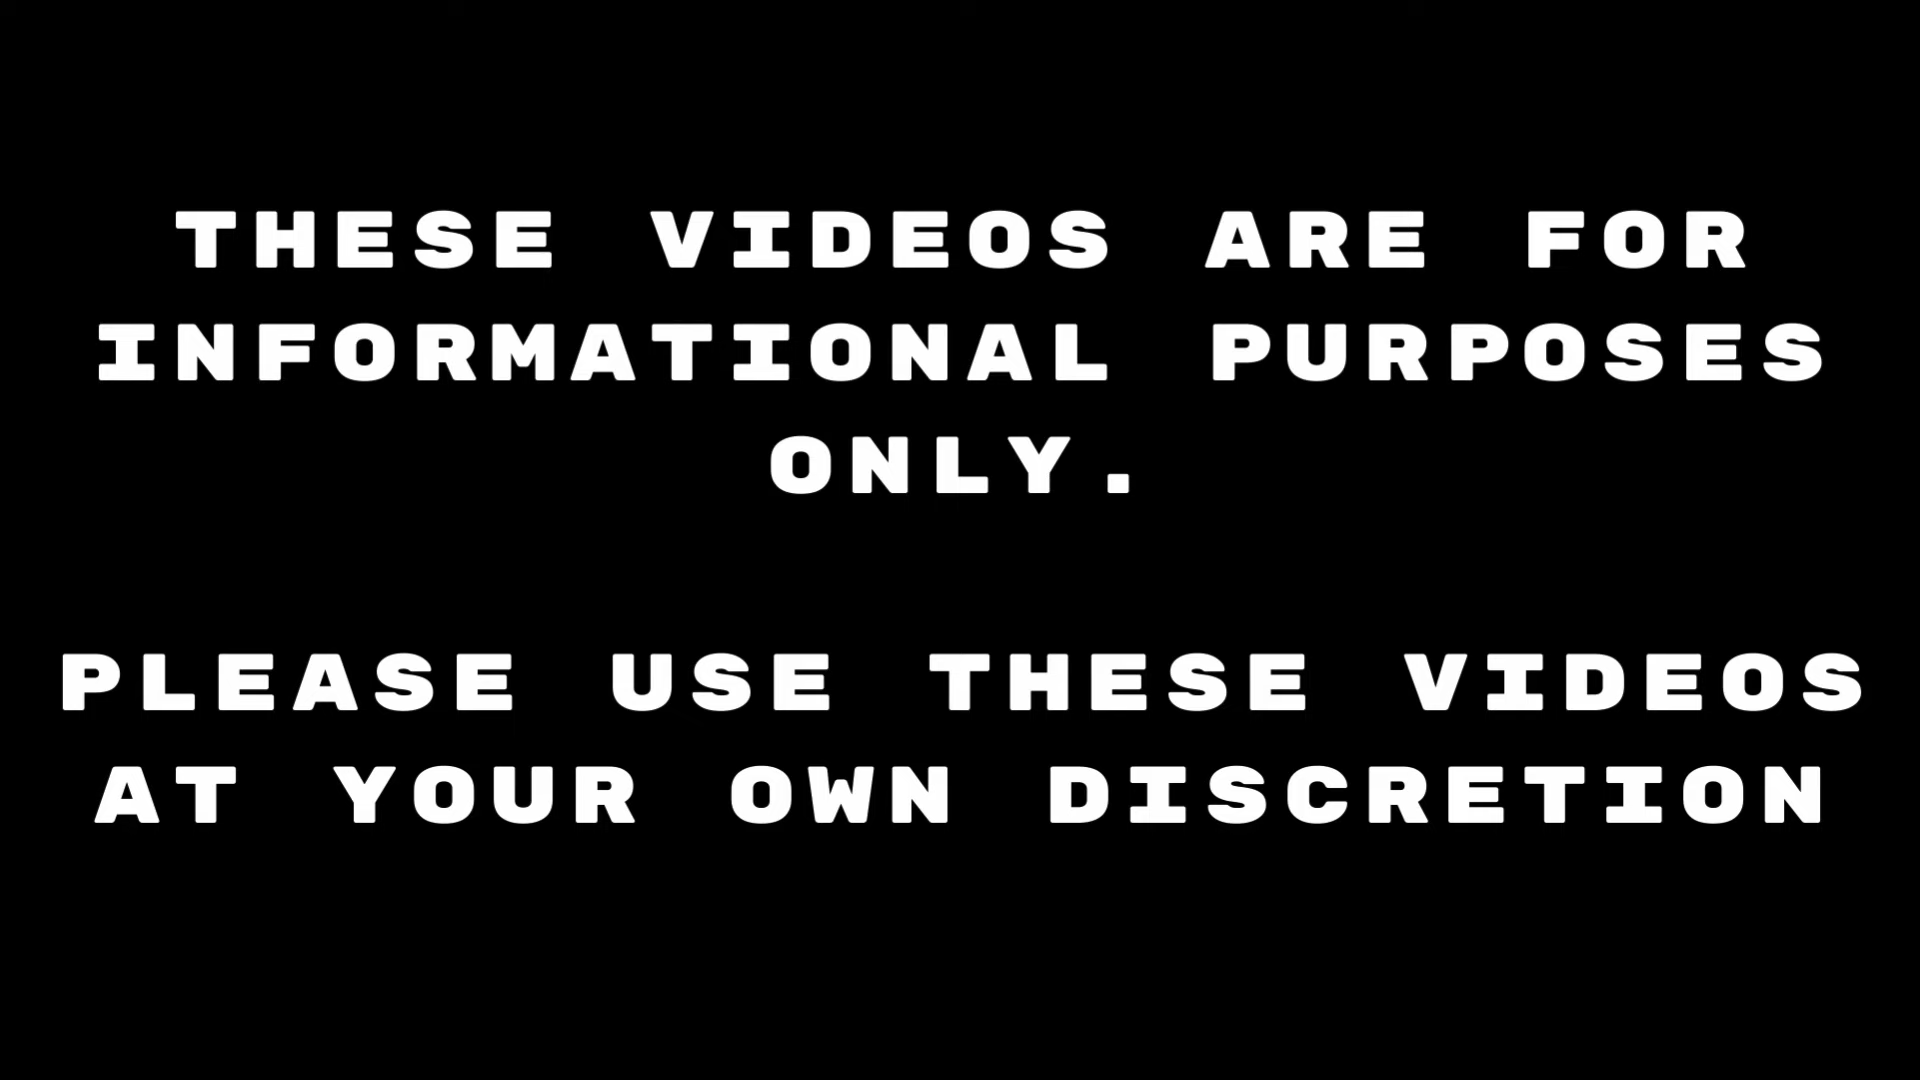 THESE VIDEOS ARE FOR
INFORMATIONAL PURPOSES
ONLY.
PLEASE USE THESE VIDEOS
AT YOUR OWN DISCRETION